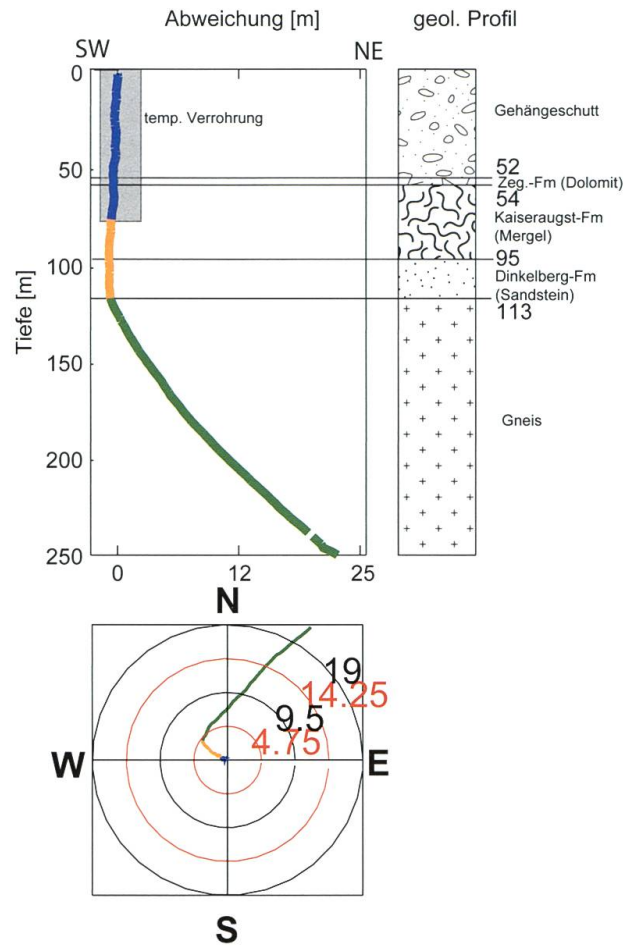 Abweichung [m]
geol. Profil
SW
NE
0
50
100
150
200
250
Tiefe [m]
temp. Verrohrung
Gehängeschutt
52
Zeg.-Fm (Dolomit)
54
Kaiseraugst-Fm
(Mergel)
95
Dinkelberg-Fm
(Sandstein)
113
Gneis
0
12
25
N
19
14.25
9.5
4.75
W
E
S